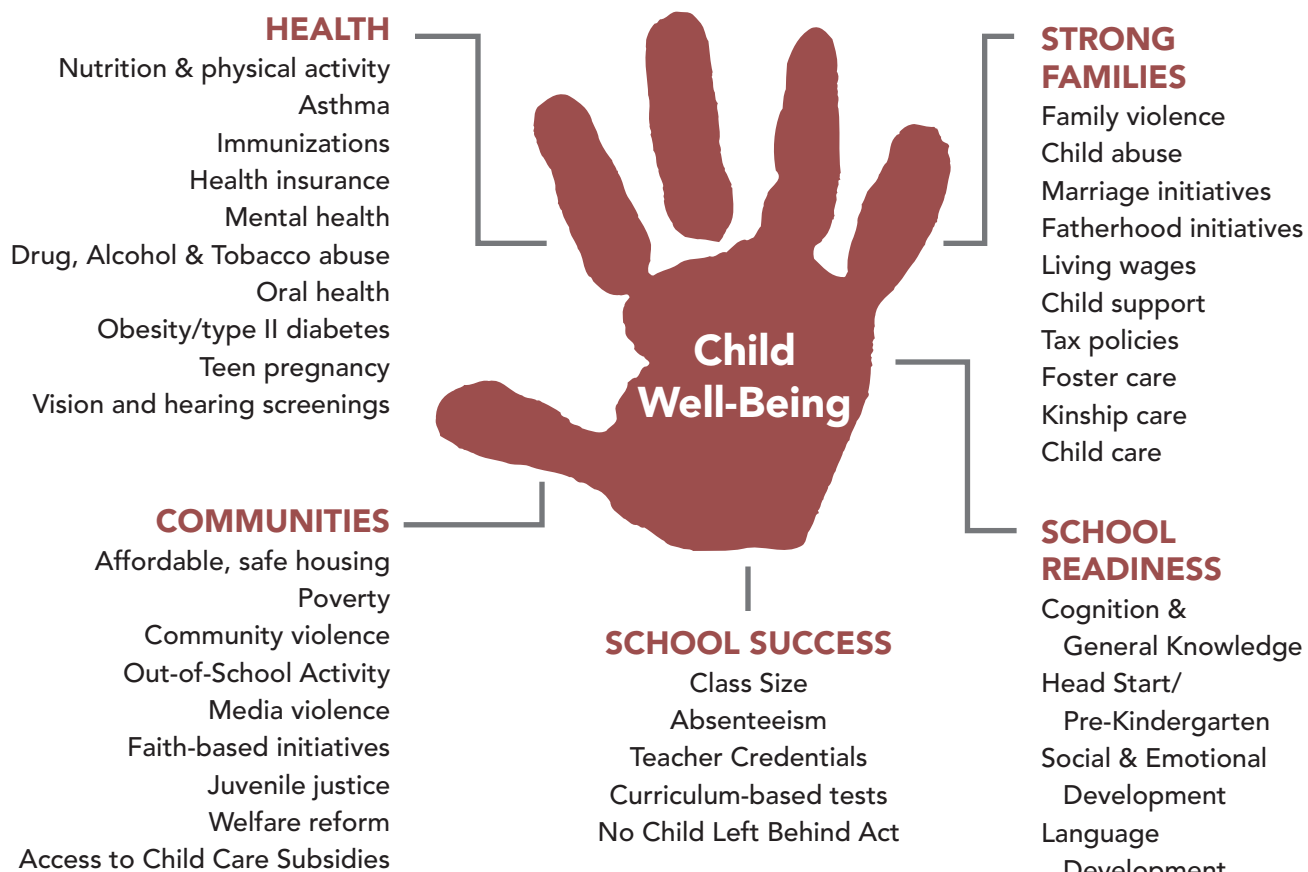 HEALTH
Nutrition & physical activity
Asthma
Immunizations
Health insurance
Mental health
Drug, Alcohol & Tobacco abuse
Oral health
Obesity/type II diabetes
Teen pregnancy
Vision and hearing screenings
COMMUNITIES
Affordable, safe housing
Poverty
Community violence
Out-of-School Activity
Media violence
Faith-based initiatives
Juvenile justice
Welfare reform
Access to Child Care Subsidies
Child
Well-Being
SCHOOL SUCCESS
Class Size
Absenteeism
Teacher Credentials
Curriculum-based tests
No Child Left Behind Act
STRONG
FAMILIES
Family violence
Child abuse
Marriage initiatives
Fatherhood initiatives
Living wages
Child support
Tax policies
Foster care
Kinship care
Child care
SCHOOL
READINESS
Cognition &
General Knowledge
Head Start/
Pre-Kindergarten
Social & Emotional
Development
Language
Development